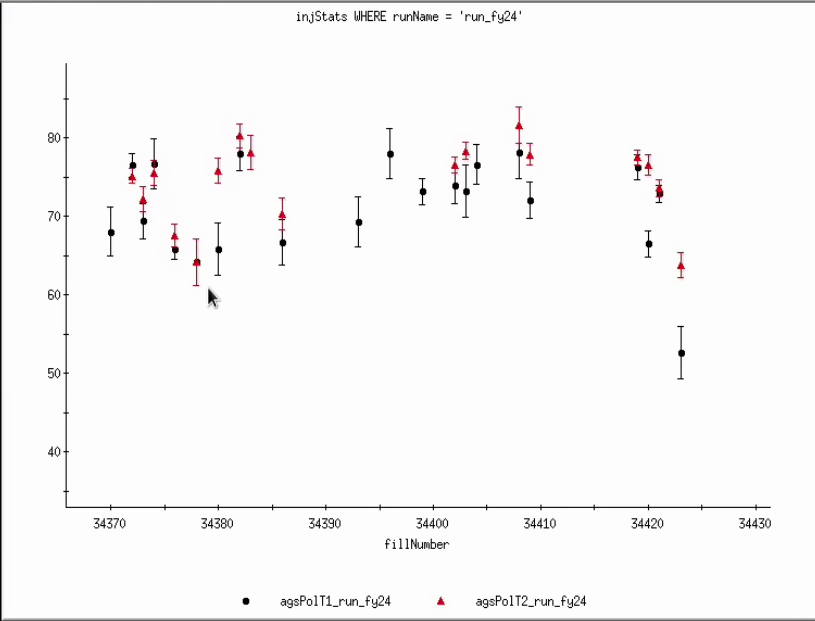 injStats WHERE runName = 'run_fy24'
80
70
60
50
40
34370 34380 34390 34400 34410 34420 34430
fillNumber
agsPolT1_run_fy24 agsPolT2_run_fy24